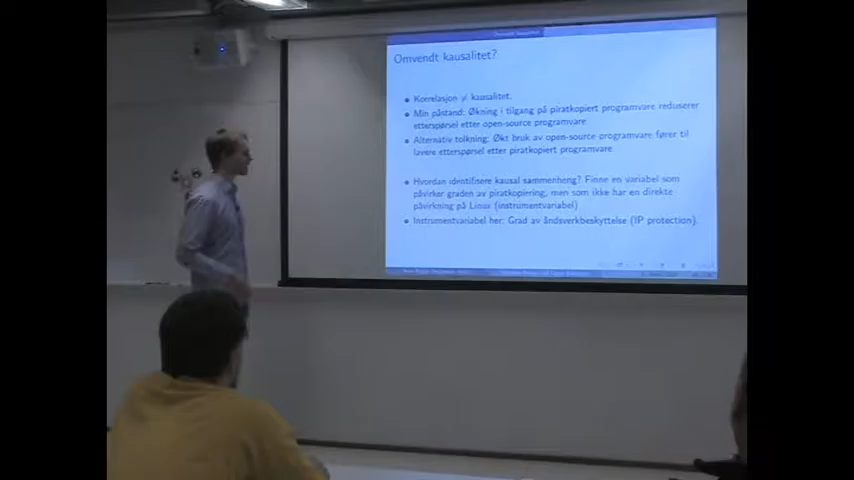 Omvendt kausalitet?
Omvendt kausalitet?
Korrelasjon ≠ kausalitet.
Min påstand: Økning i tilgang på piratkopiert programvare reduserer
etterspørsel etter open-source programvare.
Alternativ tolkning: Økt bruk av open-source programvare fører til
lavere etterspørsel etter piratkopiert programvare.
Hvordan identifisere kausal sammenheng? Finne en variabel som
påvirker graden av piratkopiering, men som ikke har en direkte
påvirkning på Linux (instrumentvariabel)
Instrumentvariabel her: Grad av åndsverkbeskyttelse (IP protection).